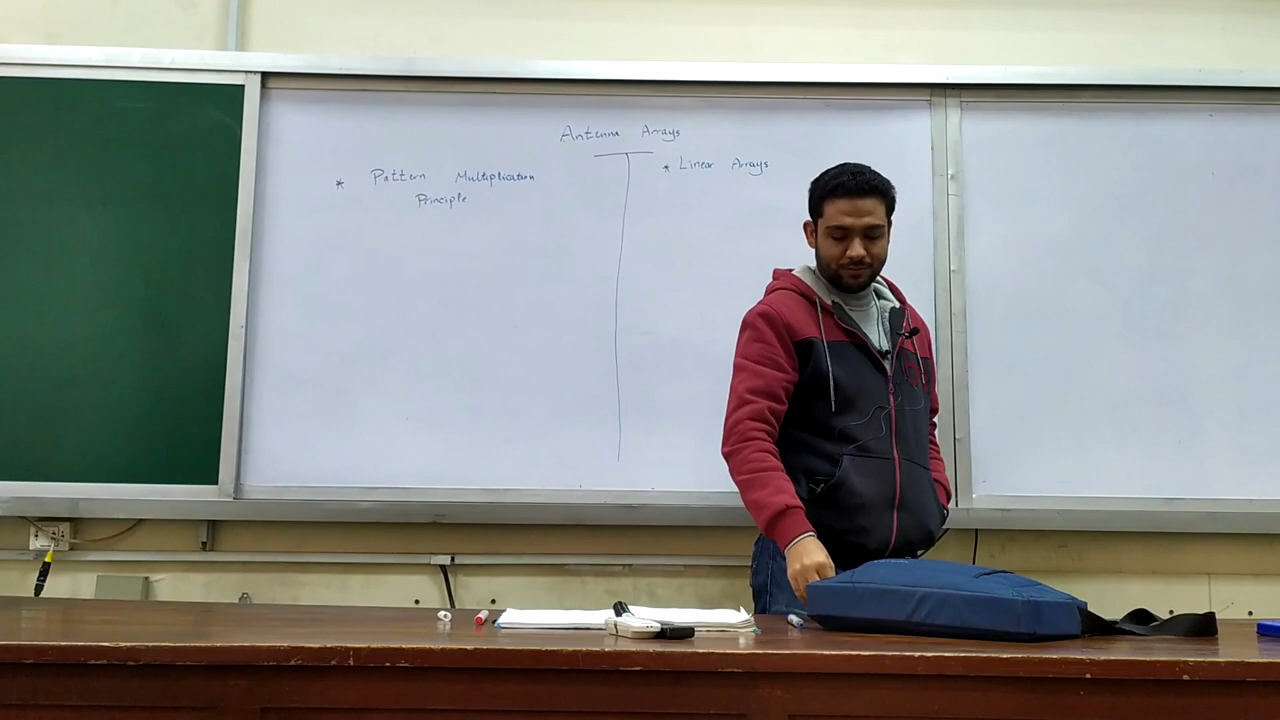 Antenna Arrays
* Pattern Multiplication
Principle
* Linear Arrays